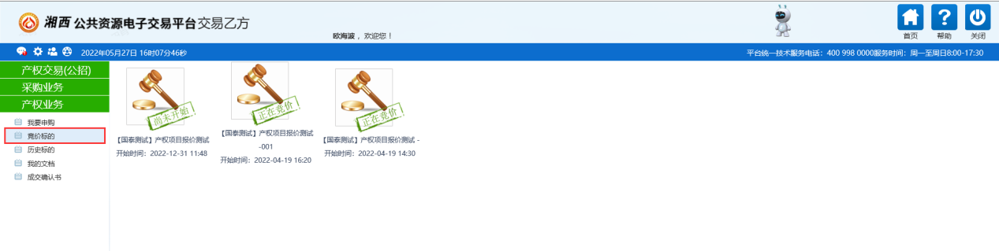 湘西 公共资源电子交易平台交易乙方
欧海波，欢迎您！
首页
帮助
关闭
2022年05月27日 16时07分46秒
平台统一技术服务电话：400 998 0000服务时间：周一至周日8:00-17:30
产权交易(公招)
采购业务
产权业务
我要申购
竞价标的
历史标的
我的文档
成交确认书
尚未开始
【国泰测试】产权项目报价测试
开始时间：2022-12-31 11:48
正在竞价
【国泰测试】产权项目报价测试
-001
开始时间：2022-04-19 16:20
正在竞价
【国泰测试】产权项目报价测试 -
开始时间：2022-04-19 14:30